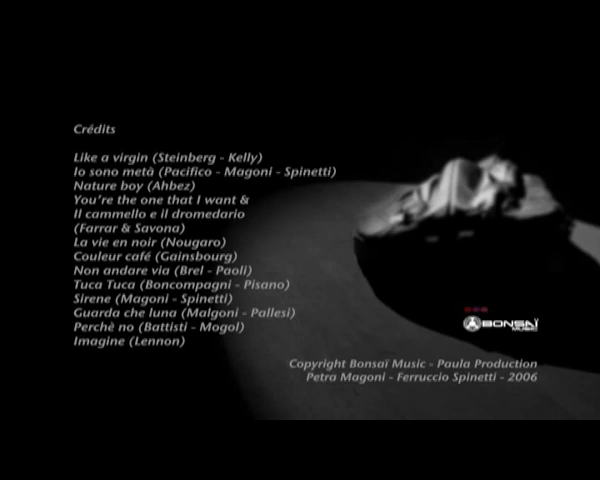 Crédits
Like a virgin (Steinberg - Kelly)
Io sono metà (Pacifico - Magoni - Spinetti)
Nature boy (Ahbez)
You're the one that I want &
Il cammello e il dromedario
(Farrar & Savona)
La vie en noir (Nougaro)
Couleur café (Gainsbourg)
Non andare via (Brel - Paoli)
Tuca Tuca (Boncompagni - Pisano)
Sirene (Magoni - Spinetti)
Guarda che luna (Malgoni - Pallesi)
Perchè no (Battisti - Mogol)
Imagine (Lennon)
BONSAÏ
MUSIC
Copyright Bonsaï Music - Paula Production
Petra Magoni - Ferruccio Spinetti - 2006